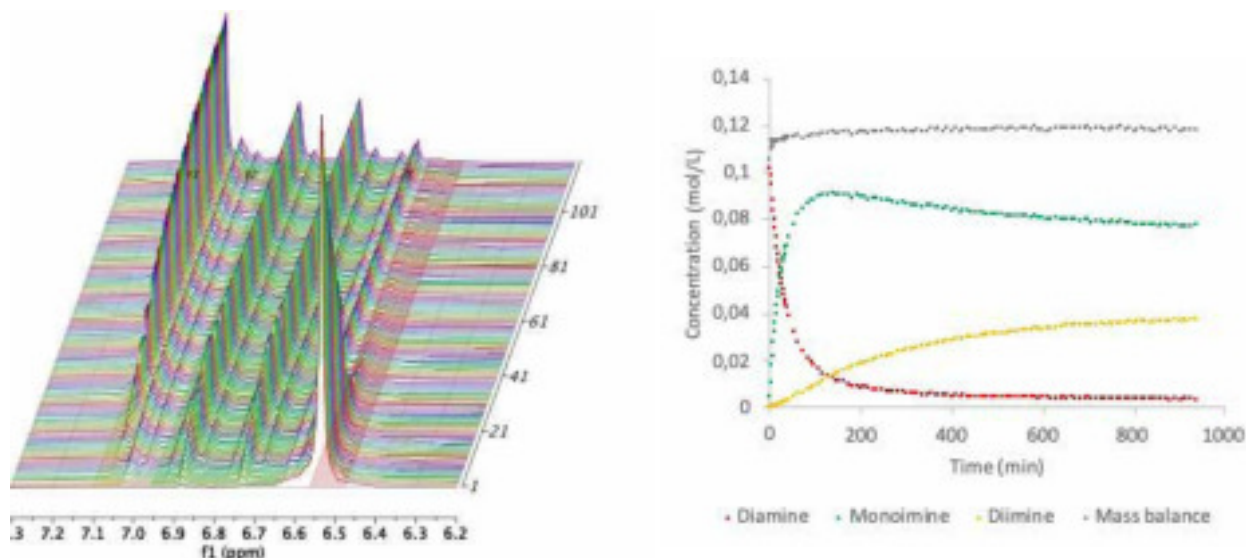 101
81
61
41
21
1
.3 7.2 7.1 7.0 6.9 6.8 6.7 6.6 6.5 6.4 6.3 6.2
f1 (ppm)
0,14
0,12
0,1
0,08
0,06
0,04
0,02
0
Concentration (mol/L)
0 200 400 600 800 1000
Time (min)
Diamine Monoimine Diimine Mass balance